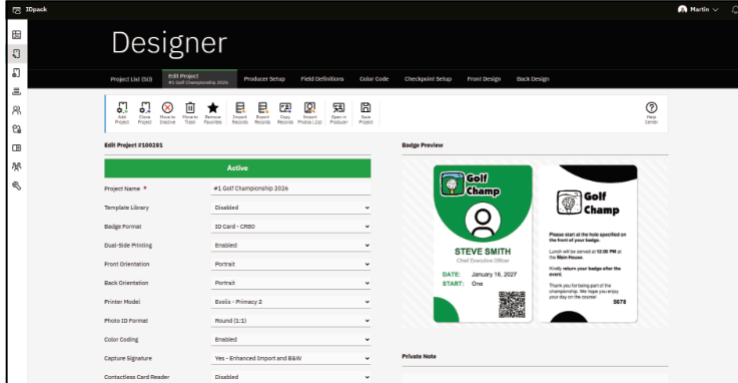 IDpack
Martin
Designer
Project List (50)
Edit Project
#1 Golf Championship 2026
Producer Setup
Field Definitions
Color Code
Checkpoint Setup
Front Design
Back Design
Add Project
Clone Project
Move to Inactive
Move to Trash
Remove Favorites
Import Records
Export Records
Copy Records
Import Photos (.zip)
Open in Producer
Save Project
Help Center
Edit Project #100281
Badge Preview
Active
Project Name * #1 Golf Championship 2026
Template Library Disabled
Badge Format ID Card - CR80
Dual-Side Printing Enabled
Front Orientation Portrait
Back Orientation Portrait
Printer Model Evolis - Primacy 2
Photo ID Format Round (1:1)
Color Coding Enabled
Capture Signature Yes - Enhanced Import and B&W
Contactless Card Reader Disabled
Golf
Champ
STEVE SMITH
Chief Executive Officer
DATE: January 16, 2027
START: One
Golf
Champ
Please start at the hole specified on
the front of your badge.
Lunch will be served at 12:00 PM at
the Main House.
Kindly return your badge after the
event.
Thank you for being part of the
championship. We hope you enjoy
your day on the course!
5678
Private Note